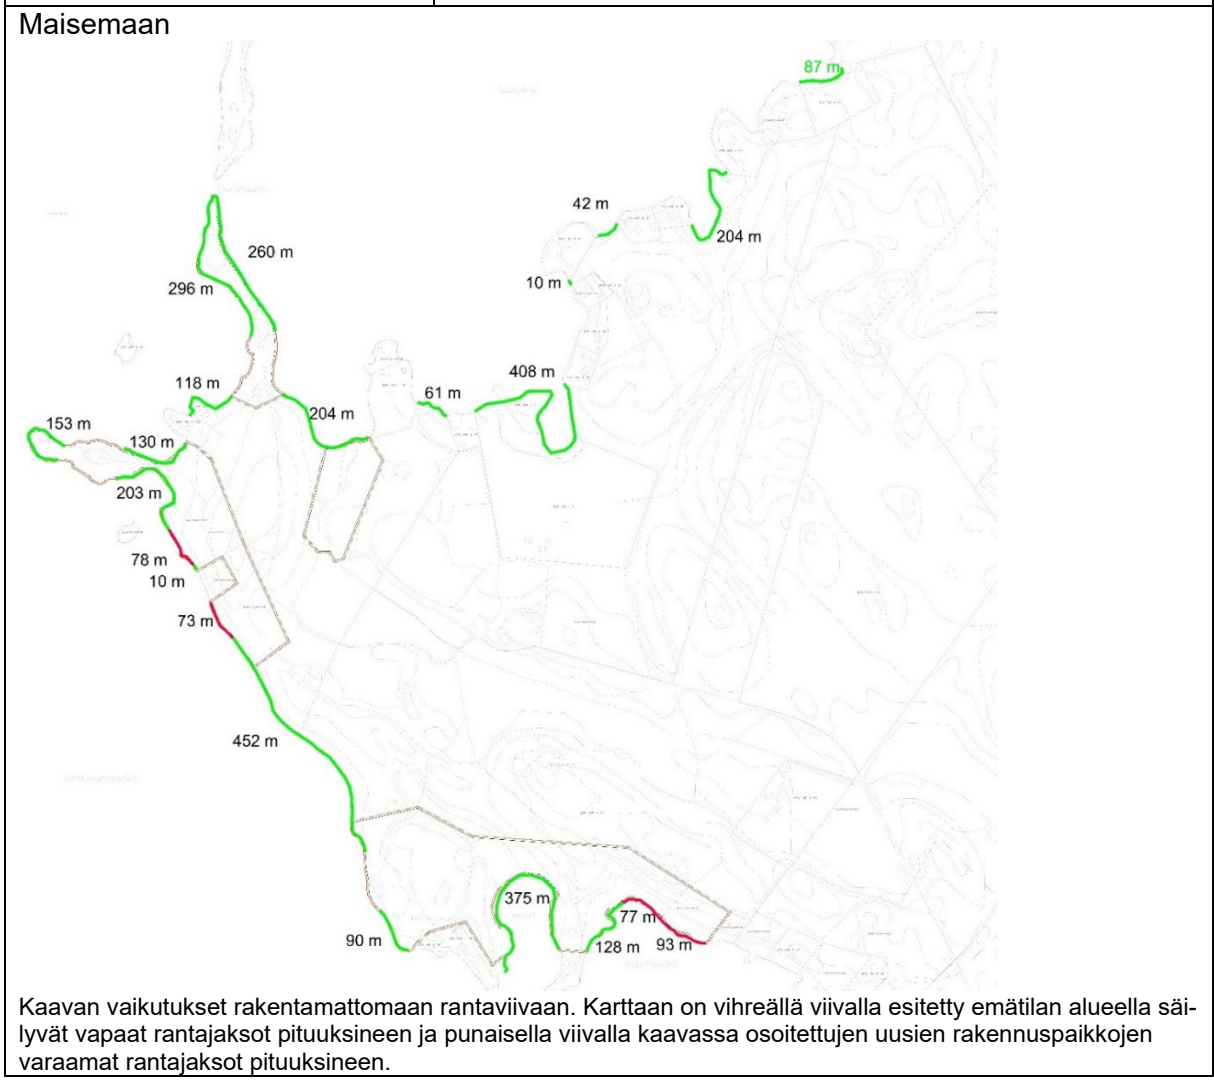 Maisemaan
87 m
42 m
204 m
260 m
10 m
296 m
408 m
118 m
61 m
204 m
153 m
130 m
203 m
78 m
10 m
73 m
452 m
375 m
77 m
90 m
128 m
93 m
Kaavan vaikutukset rakentamattomaan rantaviivaan. Karttaan on vihreällä viivalla esitetty emätilan alueella säi-
lyvät vapaat rantajaksot pituuksineen ja punaisella viivalla kaavassa osoitettujen uusien rakennuspaikkojen
varaamat rantajaksot pituuksineen.